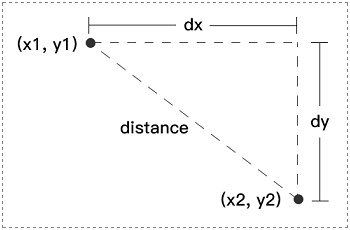 dx
(x1, y1)
dy
distance
(x2, y2)